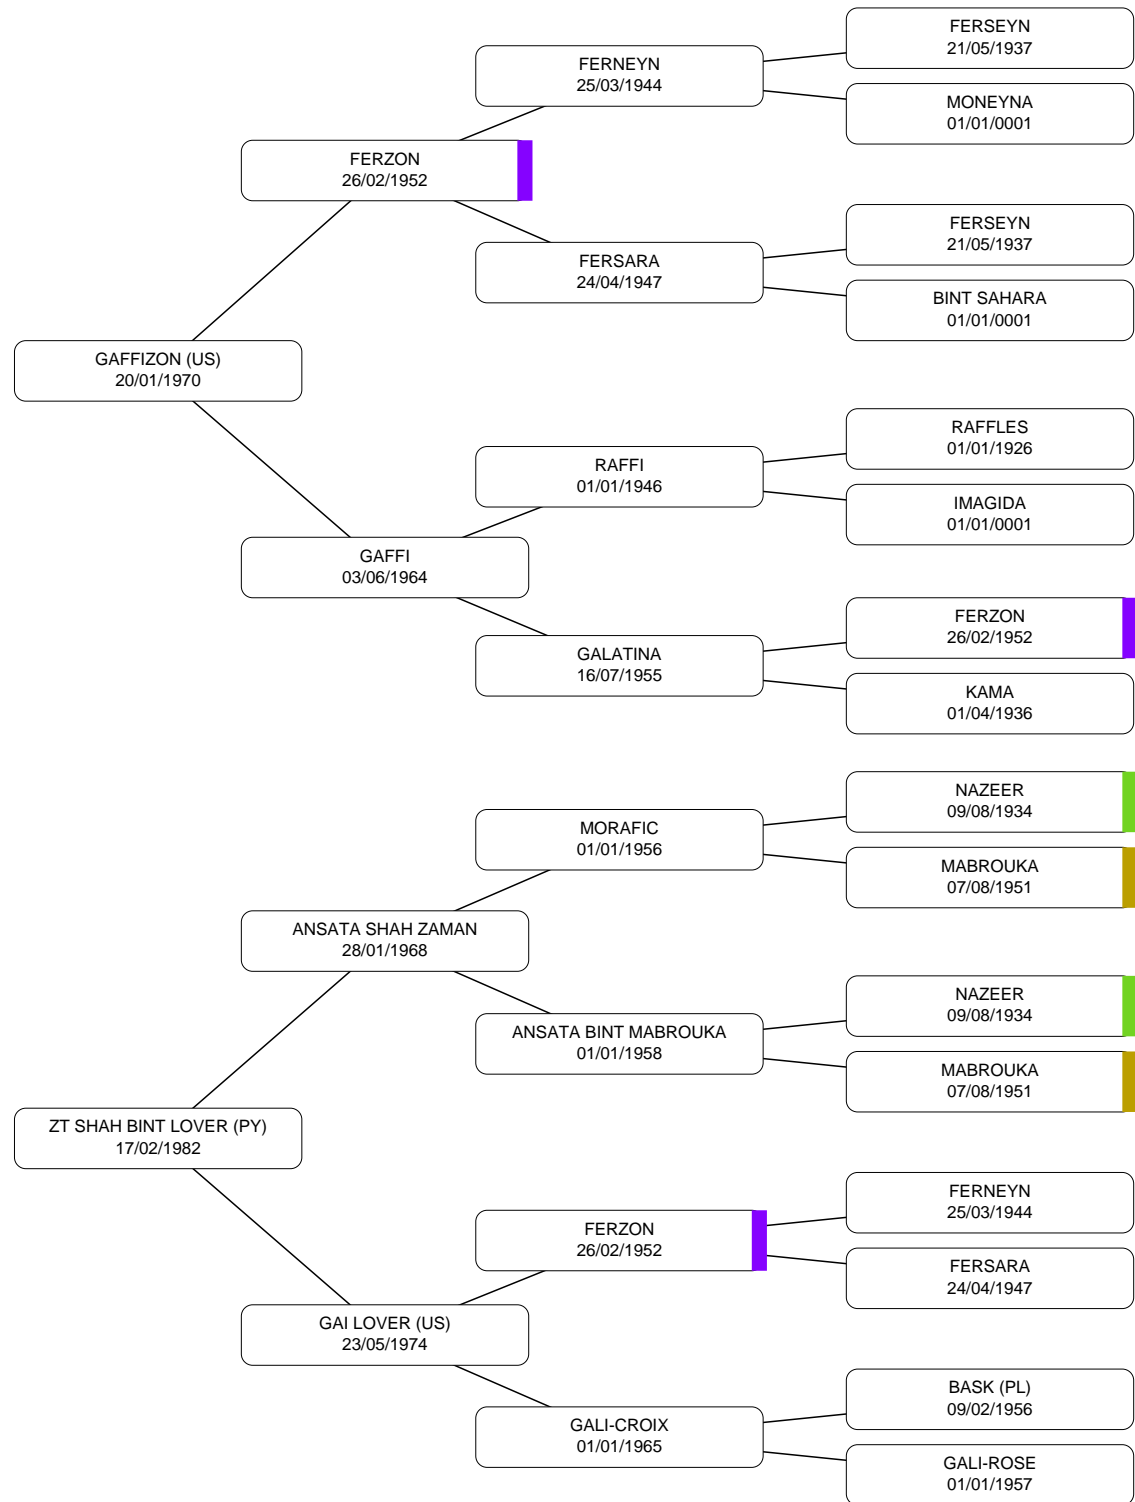 FERSEYN
21/05/1937
FERNEYN
25/03/1944
MONEYNA
01/01/0001
FERZON
26/02/1952
FERSEYN
21/05/1937
FERSARA
24/04/1947
BINT SAHARA
01/01/0001
GAFFIZON (US)
20/01/1970
RAFFLES
01/01/1926
RAFFI
01/01/1946
IMAGIDA
01/01/0001
GAFFI
03/06/1964
FERZON
26/02/1952
GALATINA
16/07/1955
KAMA
01/04/1936
NAZEER
09/08/1934
MORAFIC
01/01/1956
MABROUKA
07/08/1951
ANSATA SHAH ZAMAN
28/01/1968
NAZEER
09/08/1934
ANSATA BINT MABROUKA
01/01/1958
MABROUKA
07/08/1951
ZT SHAH BINT LOVER (PY)
17/02/1982
FERNEYN
25/03/1944
FERZON
26/02/1952
FERSARA
24/04/1947
GAI LOVER (US)
23/05/1974
BASK (PL)
09/02/1956
GALI-CROIX
01/01/1965
GALI-ROSE
01/01/1957